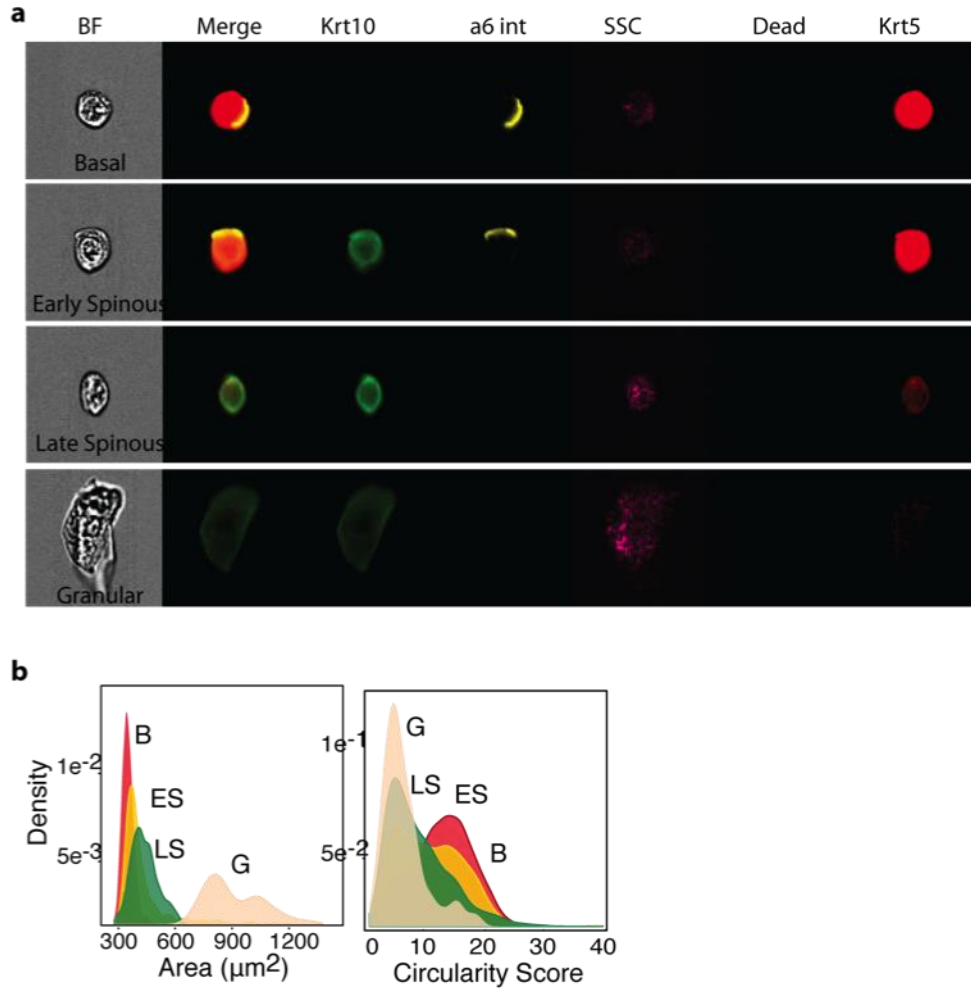 a
BF Merge Krt10 a6 int SSC Dead Krt5
Basal
Early Spinous
Late Spinous
Granular
b
Density
1e-2
5e-3
B
ES
LS
G
300 600 900 1200
Area (µm2)
1e-1
5e-2
G
LS
ES
B
0 10 20 30 40
Circularity Score